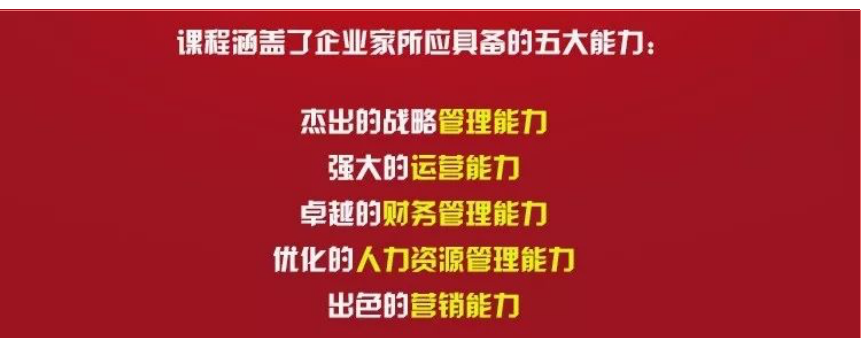 课程涵盖了企业家所应具备的五大能力：
杰出的战略管理能力
强大的运营能力
卓越的财务管理能力
优化的人力资源管理能力
出色的营销能力